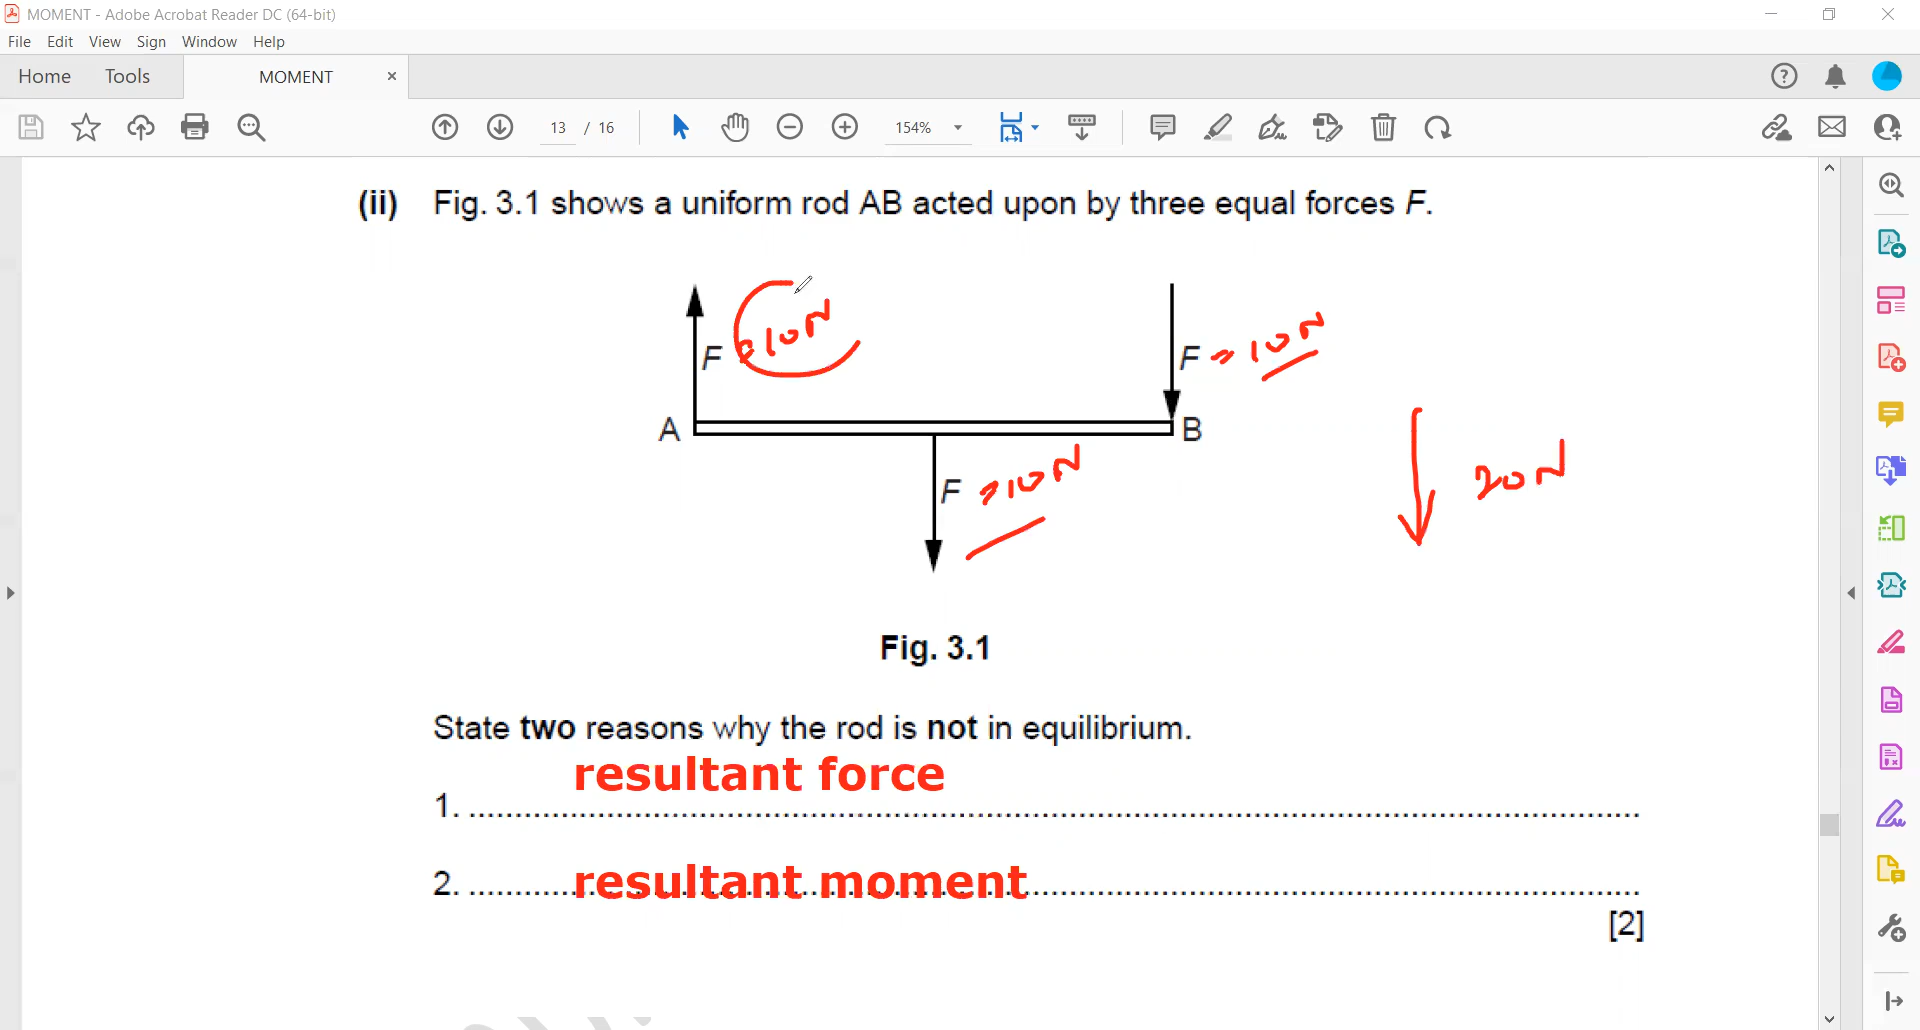 MOMENT - Adobe Acrobat Reader DC (64-bit)
File Edit View Sign Window Help
Home Tools MOMENT ×
13 / 16 154%
(ii) Fig. 3.1 shows a uniform rod AB acted upon by three equal forces F.
F = 10N
F = 10N
A B
F = 10N
20N
Fig. 3.1
State two reasons why the rod is not in equilibrium.
resultant force
1. ..........................................................................................
2. resultant moment ..........................................................................................
[2]